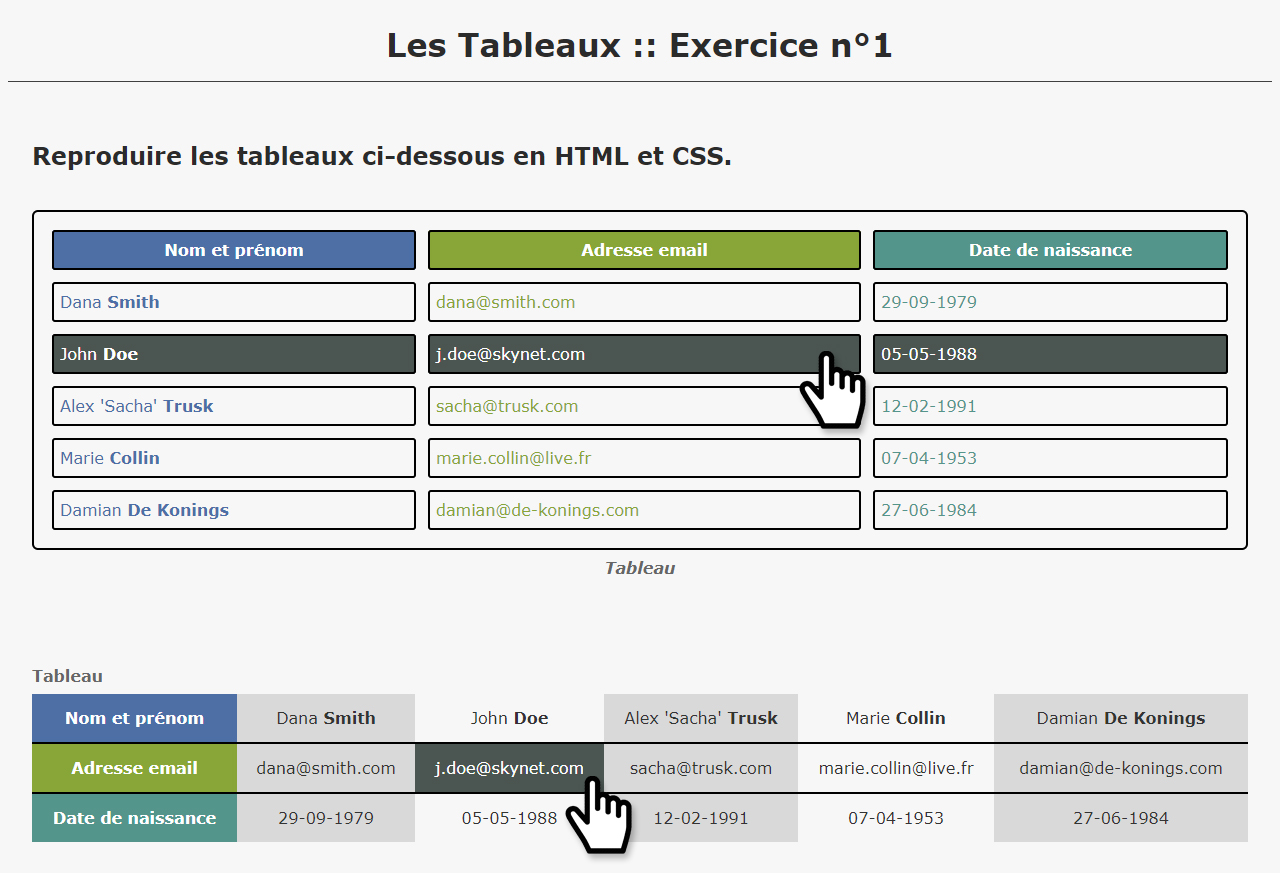 Les Tableaux :: Exercice n°1
Reproduire les tableaux ci-dessous en HTML et CSS.
Nom et prénom Adresse email Date de naissance
Dana Smith dana@smith.com 29-09-1979
John Doe j.doe@skynet.com 05-05-1988
Alex 'Sacha' Trusk sacha@trusk.com 12-02-1991
Marie Collin marie.collin@live.fr 07-04-1953
Damian De Konings damian@de-konings.com 27-06-1984
Tableau
Tableau
Nom et prénom Dana Smith John Doe Alex 'Sacha' Trusk Marie Collin Damian De Konings
Adresse email dana@smith.com j.doe@skynet.com sacha@trusk.com marie.collin@live.fr damian@de-konings.com
Date de naissance 29-09-1979 05-05-1988 12-02-1991 07-04-1953 27-06-1984